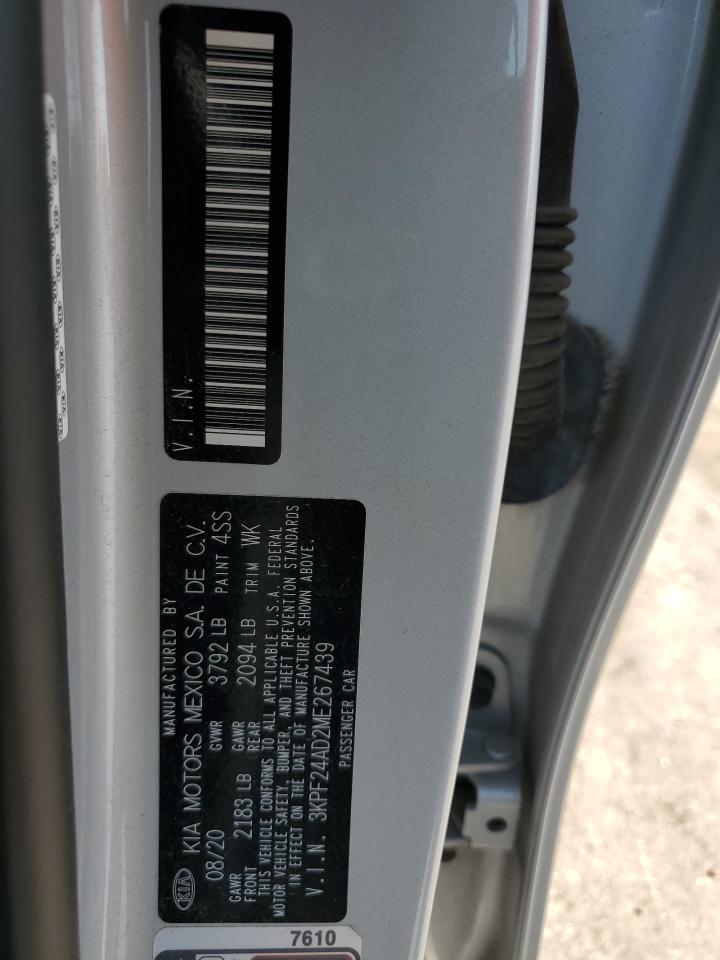 V.I.N.
MANUFACTURED BY
KIA KIA MOTORS MEXICO S.A. DE C.V.
08/20 GVWR 3792 LB PAINT 4SS
GAWR FRONT 2183 LB GAWR REAR 2094 LB TRIM WK
THIS VEHICLE CONFORMS TO ALL APPLICABLE U.S.A. FEDERAL
MOTOR VEHICLE SAFETY, BUMPER, AND THEFT PREVENTION STANDARDS
IN EFFECT ON THE DATE OF MANUFACTURE SHOWN ABOVE.
V.I.N. 3KPF24AD2ME267439
PASSENGER CAR
7610